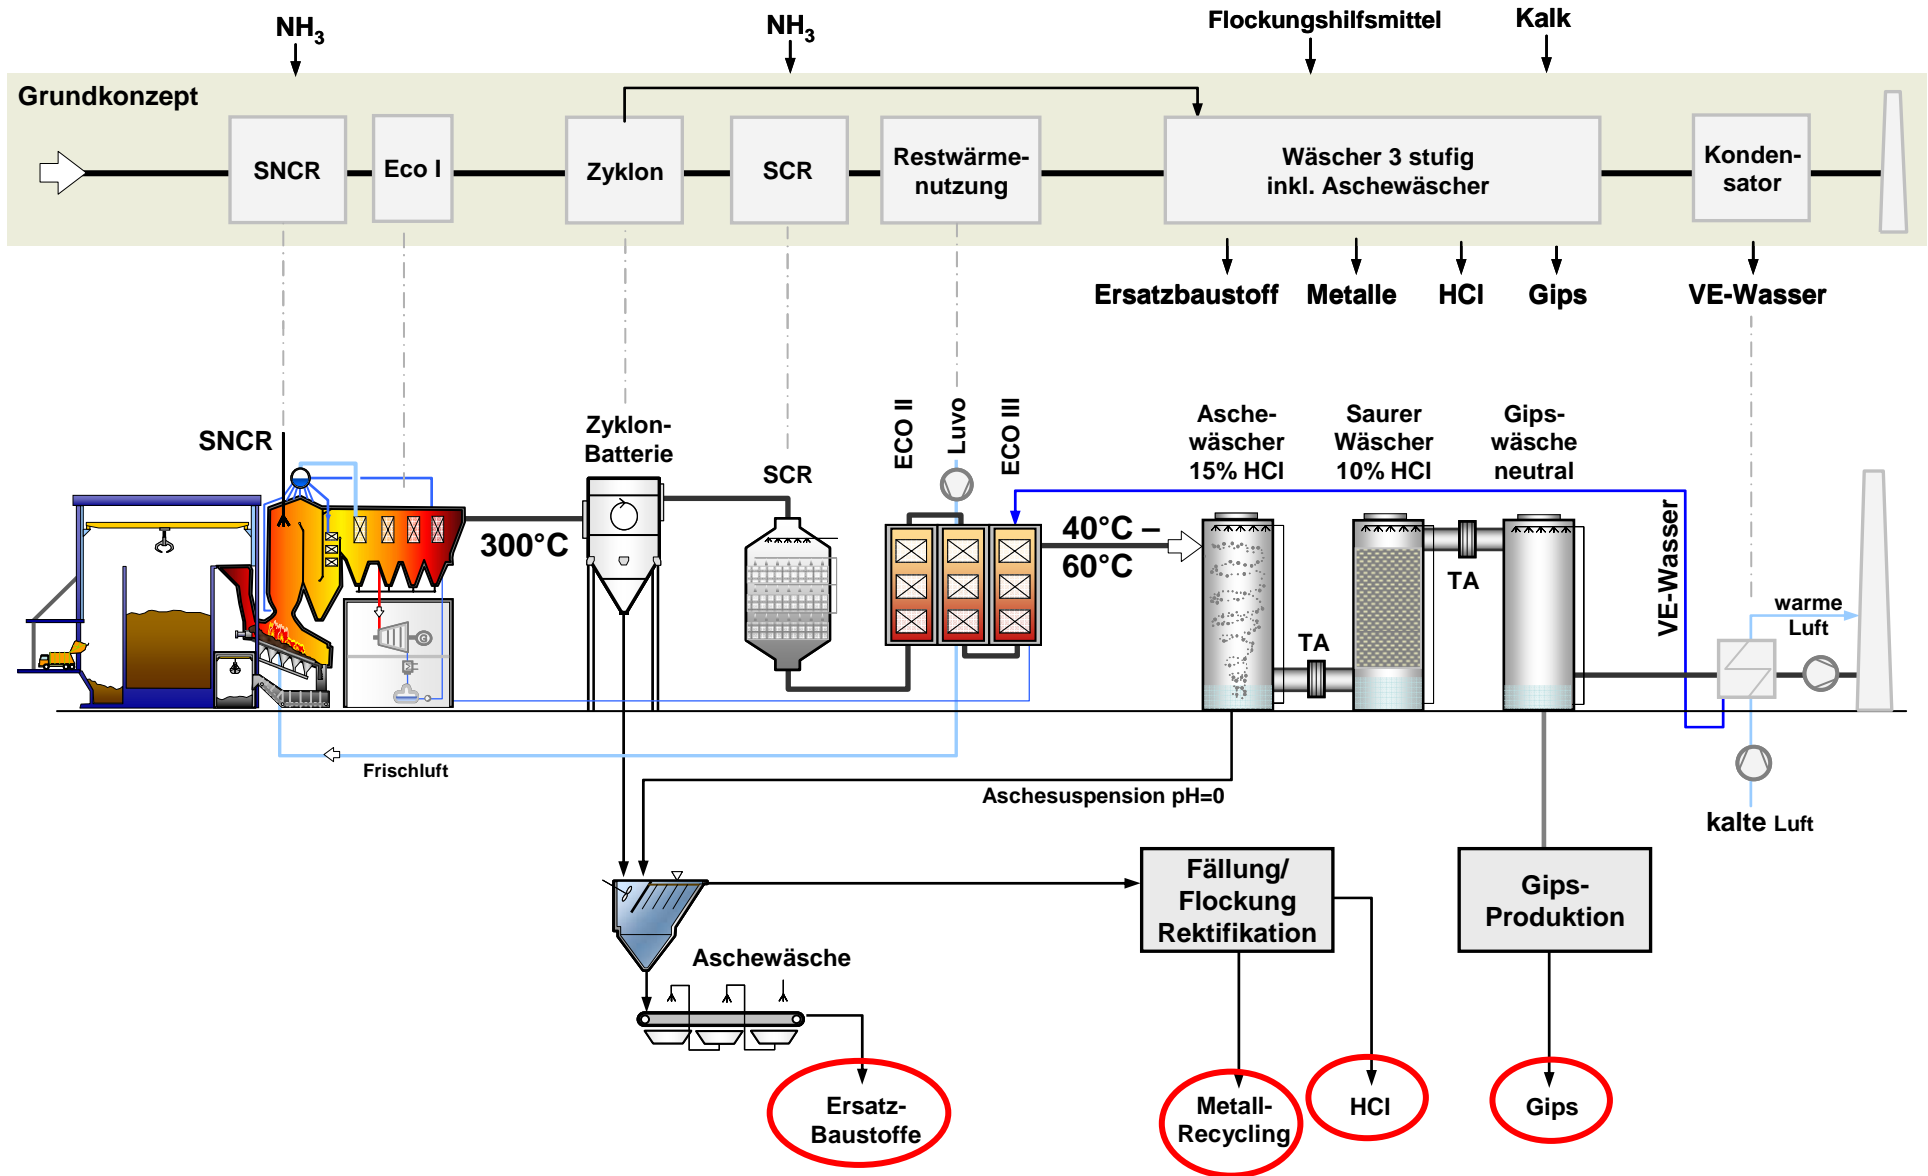 NH3
NH3
Flockungshilfsmittel
Kalk
Grundkonzept
SNCR
Eco I
Zyklon
SCR
Restwärme-
nutzung
Wäscher 3 stufig
inkl. Aschewäscher
Konden-
sator
Ersatzbaustoff
Metalle
HCl
Gips
VE-Wasser
SNCR
Zyklon-
Batterie
SCR
ECO II
Luvo
ECO III
Asche-
wäscher
15% HCl
Saurer
Wäscher
10% HCl
Gips-
wäsche
neutral
300°C
40°C –
60°C
TA
TA
VE-Wasser
warme
Luft
G
Frischluft
Aschesuspension pH=0
kalte Luft
Fällung/
Flockung
Rektifikation
Gips-
Produktion
Aschewäsche
Ersatz-
Baustoffe
Metall-
Recycling
HCl
Gips